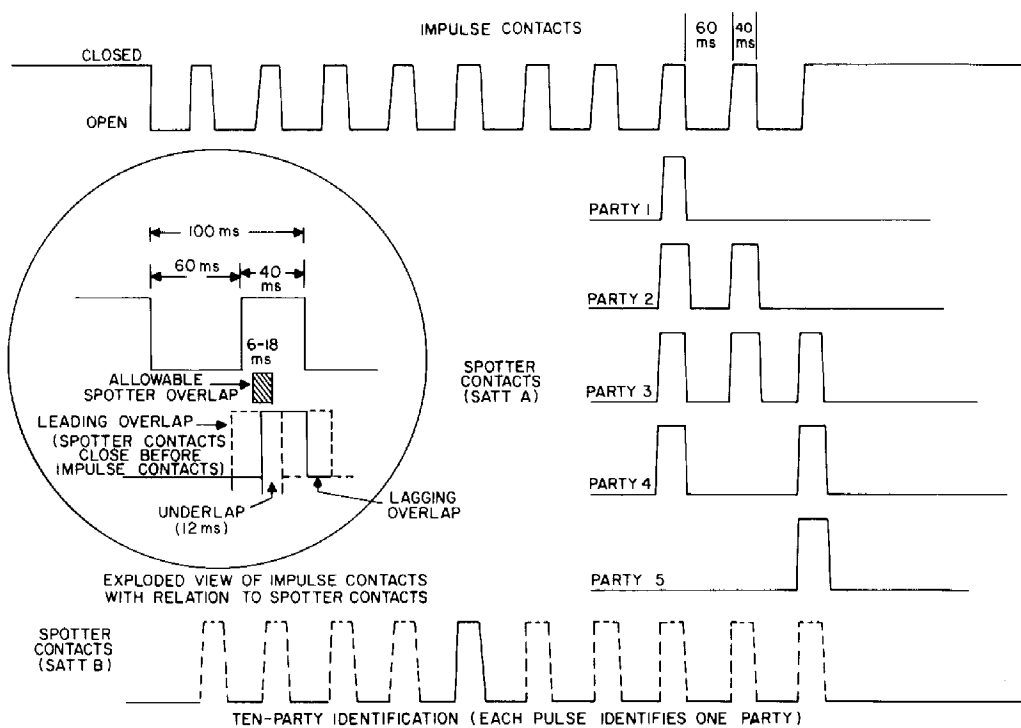 IMPULSE CONTACTS
60
ms
40
ms
CLOSED
OPEN
100 ms
60 ms
40
ms
6-18
ms
ALLOWABLE
SPOTTER OVERLAP
LEADING OVERLAP
(SPOTTER CONTACTS
CLOSE BEFORE
IMPULSE CONTACTS)
UNDERLAP
(12 ms)
LAGGING
OVERLAP
EXPLODED VIEW OF IMPULSE CONTACTS
WITH RELATION TO SPOTTER CONTACTS
PARTY 1
PARTY 2
SPOTTER
CONTACTS
(SATT A)
PARTY 3
PARTY 4
PARTY 5
SPOTTER
CONTACTS
(SATT B)
TEN-PARTY IDENTIFICATION (EACH PULSE IDENTIFIES ONE PARTY)